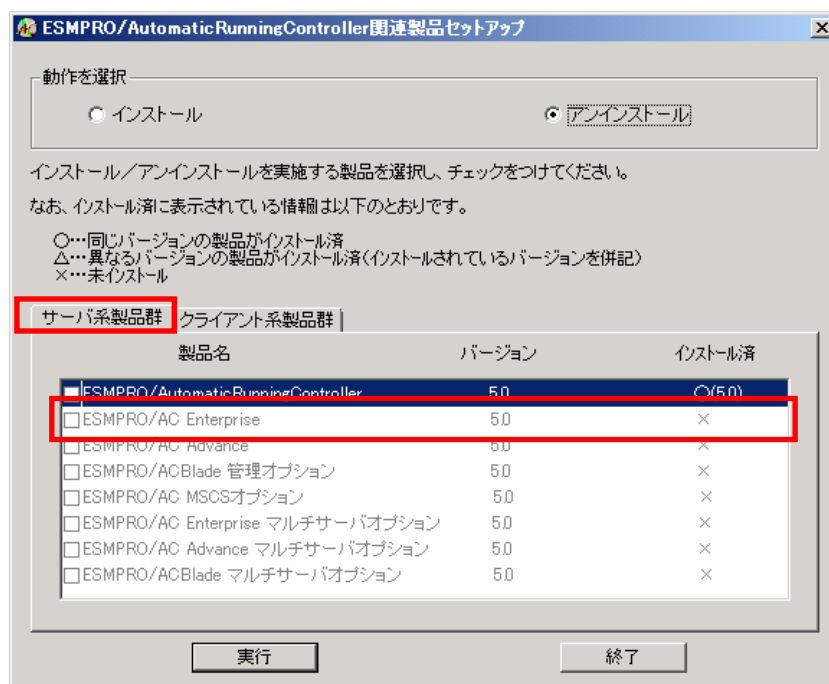 ESMPRO/AutomaticRunningController関連製品セットアップ
動作を選択
インストール
アンインストール
インストール/アンインストールを実施する製品を選択し、チェックをつけてください。
なお、インストール済に表示されている情報は以下のとおりです。
○…同じバージョンの製品がインストール済
△…異なるバージョンの製品がインストール済(インストールされているバージョンを併記)
×…未インストール
サーバ系製品群 クライアント系製品群
製品名 バージョン インストール済
ESMPRO/AutomaticRunningController 5.0 ○(5.0)
ESMPRO/AC Enterprise 5.0 ×
ESMPRO/AC Advance 5.0 ×
ESMPRO/ACBlade 管理オプション 5.0 ×
ESMPRO/AC MSCSオプション 5.0 ×
ESMPRO/AC Enterprise マルチサーバオプション 5.0 ×
ESMPRO/AC Advance マルチサーバオプション 5.0 ×
ESMPRO/ACBlade マルチサーバオプション 5.0 ×
実行 終了